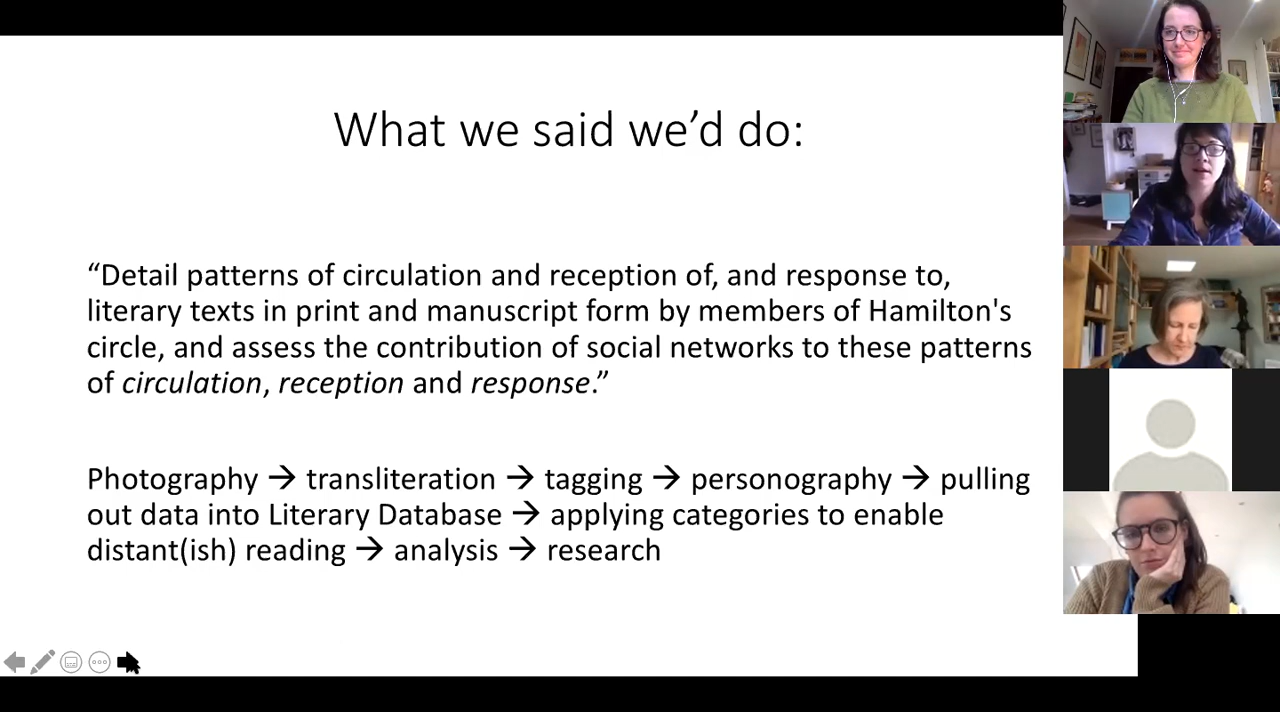 What we said we’d do:
“Detail patterns of circulation and reception of, and response to,
literary texts in print and manuscript form by members of Hamilton's
circle, and assess the contribution of social networks to these patterns
of circulation, reception and response.”
Photography → transliteration → tagging → personography → pulling
out data into Literary Database → applying categories to enable
distant(ish) reading → analysis → research